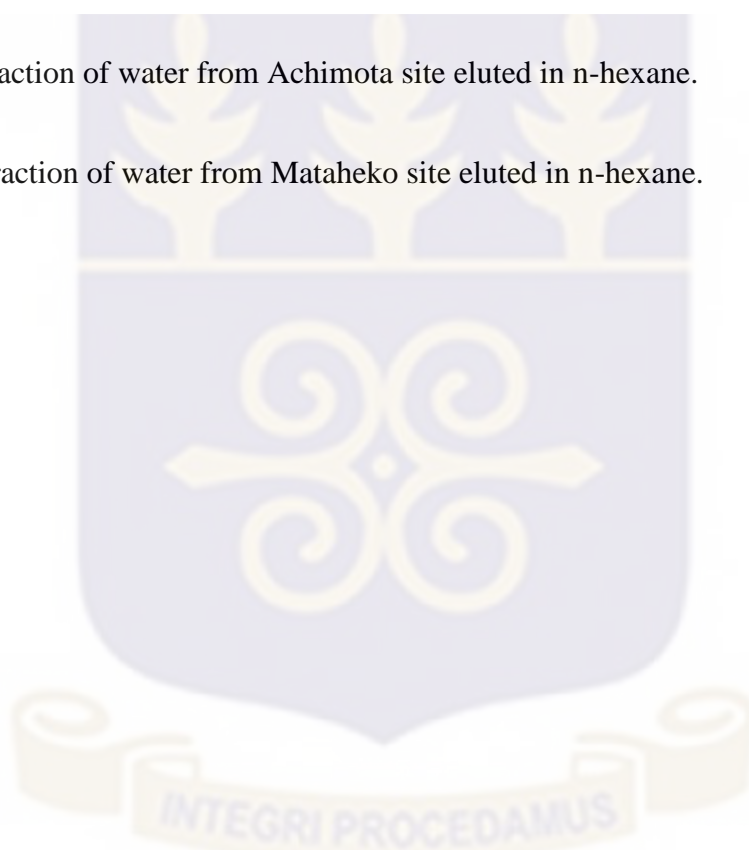 action of water from Achimota site eluted in n-hexane.
raction of water from Mataheko site eluted in n-hexane.
INTEGRI PROCEDAMUS